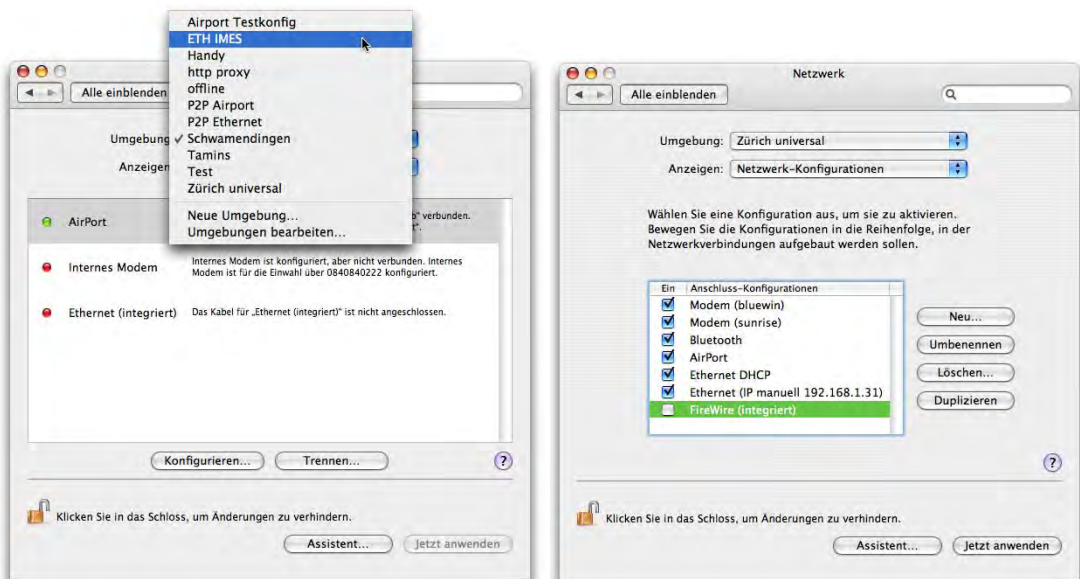 Airport Testkonfig
ETH IMES
Handy
http proxy
offline
P2P Airport
P2P Ethernet
✓ Schwamendingen
Tamins
Test
Zürich universal
Neue Umgebung...
Umgebungen bearbeiten...
Alle einblenden
Umgebung
Anzeigen
AirPort
verbunden.
Internes Modem
Internes Modem ist konfiguriert, aber nicht verbunden. Internes
Modem ist für die Einwahl über 0840840222 konfiguriert.
Ethernet (integriert)
Das Kabel für „Ethernet (integriert)“ ist nicht angeschlossen.
Konfigurieren...
Trennen...
?
Klicken Sie in das Schloss, um Änderungen zu verhindern.
Assistent...
Jetzt anwenden
Netzwerk
Alle einblenden
Umgebung: Zürich universal
Anzeigen: Netzwerk-Konfigurationen
Wählen Sie eine Konfiguration aus, um sie zu aktivieren.
Bewegen Sie die Konfigurationen in die Reihenfolge, in der
Netzwerkverbindungen aufgebaut werden sollen.
Ein Anschluss-Konfigurationen
Modem (bluewin)
Modem (sunrise)
Bluetooth
AirPort
Ethernet DHCP
Ethernet (IP manuell 192.168.1.31)
FireWire (integriert)
Neu...
Umbenennen
Löschen...
Duplizieren
?
Klicken Sie in das Schloss, um Änderungen zu verhindern.
Assistent...
Jetzt anwenden